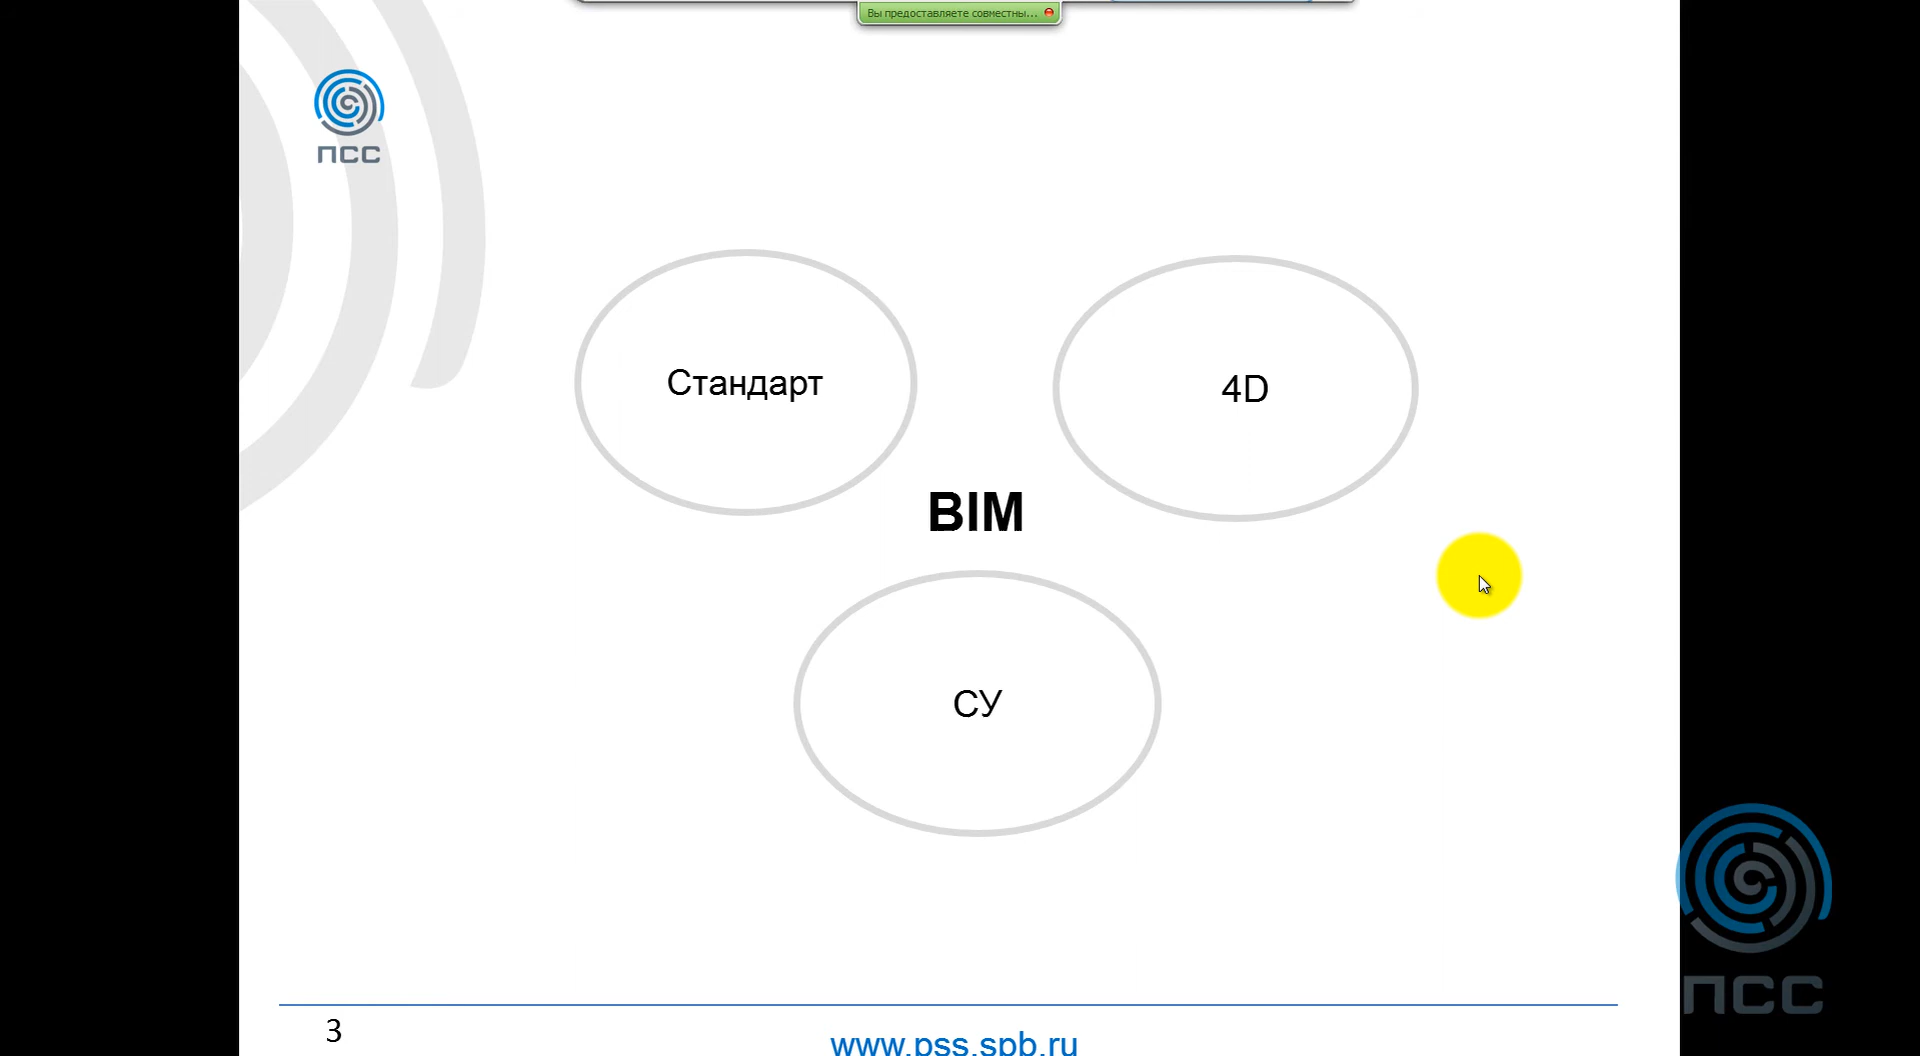 Вы предоставляете совместны...
ПСС
Стандарт
4D
BIM
СУ
ПСС
3
www.pss.spb.ru